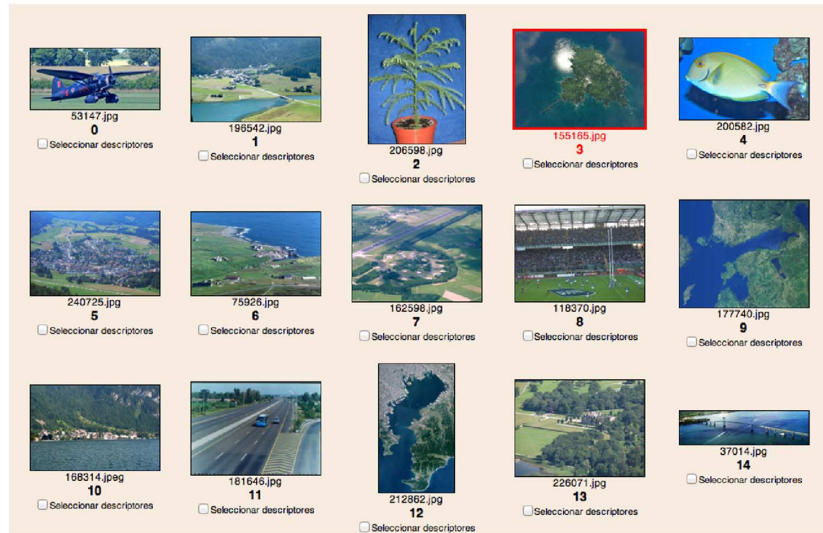 53147.jpg
0
Seleccionar descriptores
196542.jpg
1
Seleccionar descriptores
206598.jpg
2
Seleccionar descriptores
155165.jpg
3
Seleccionar descriptores
200582.jpg
4
Seleccionar descriptores
240725.jpg
5
Seleccionar descriptores
75926.jpg
6
Seleccionar descriptores
162598.jpg
7
Seleccionar descriptores
118370.jpg
8
Seleccionar descriptores
177740.jpg
9
Seleccionar descriptores
168314.jpeg
10
Seleccionar descriptores
181646.jpg
11
Seleccionar descriptores
212862.jpg
12
Seleccionar descriptores
226071.jpg
13
Seleccionar descriptores
37014.jpg
14
Seleccionar descriptores